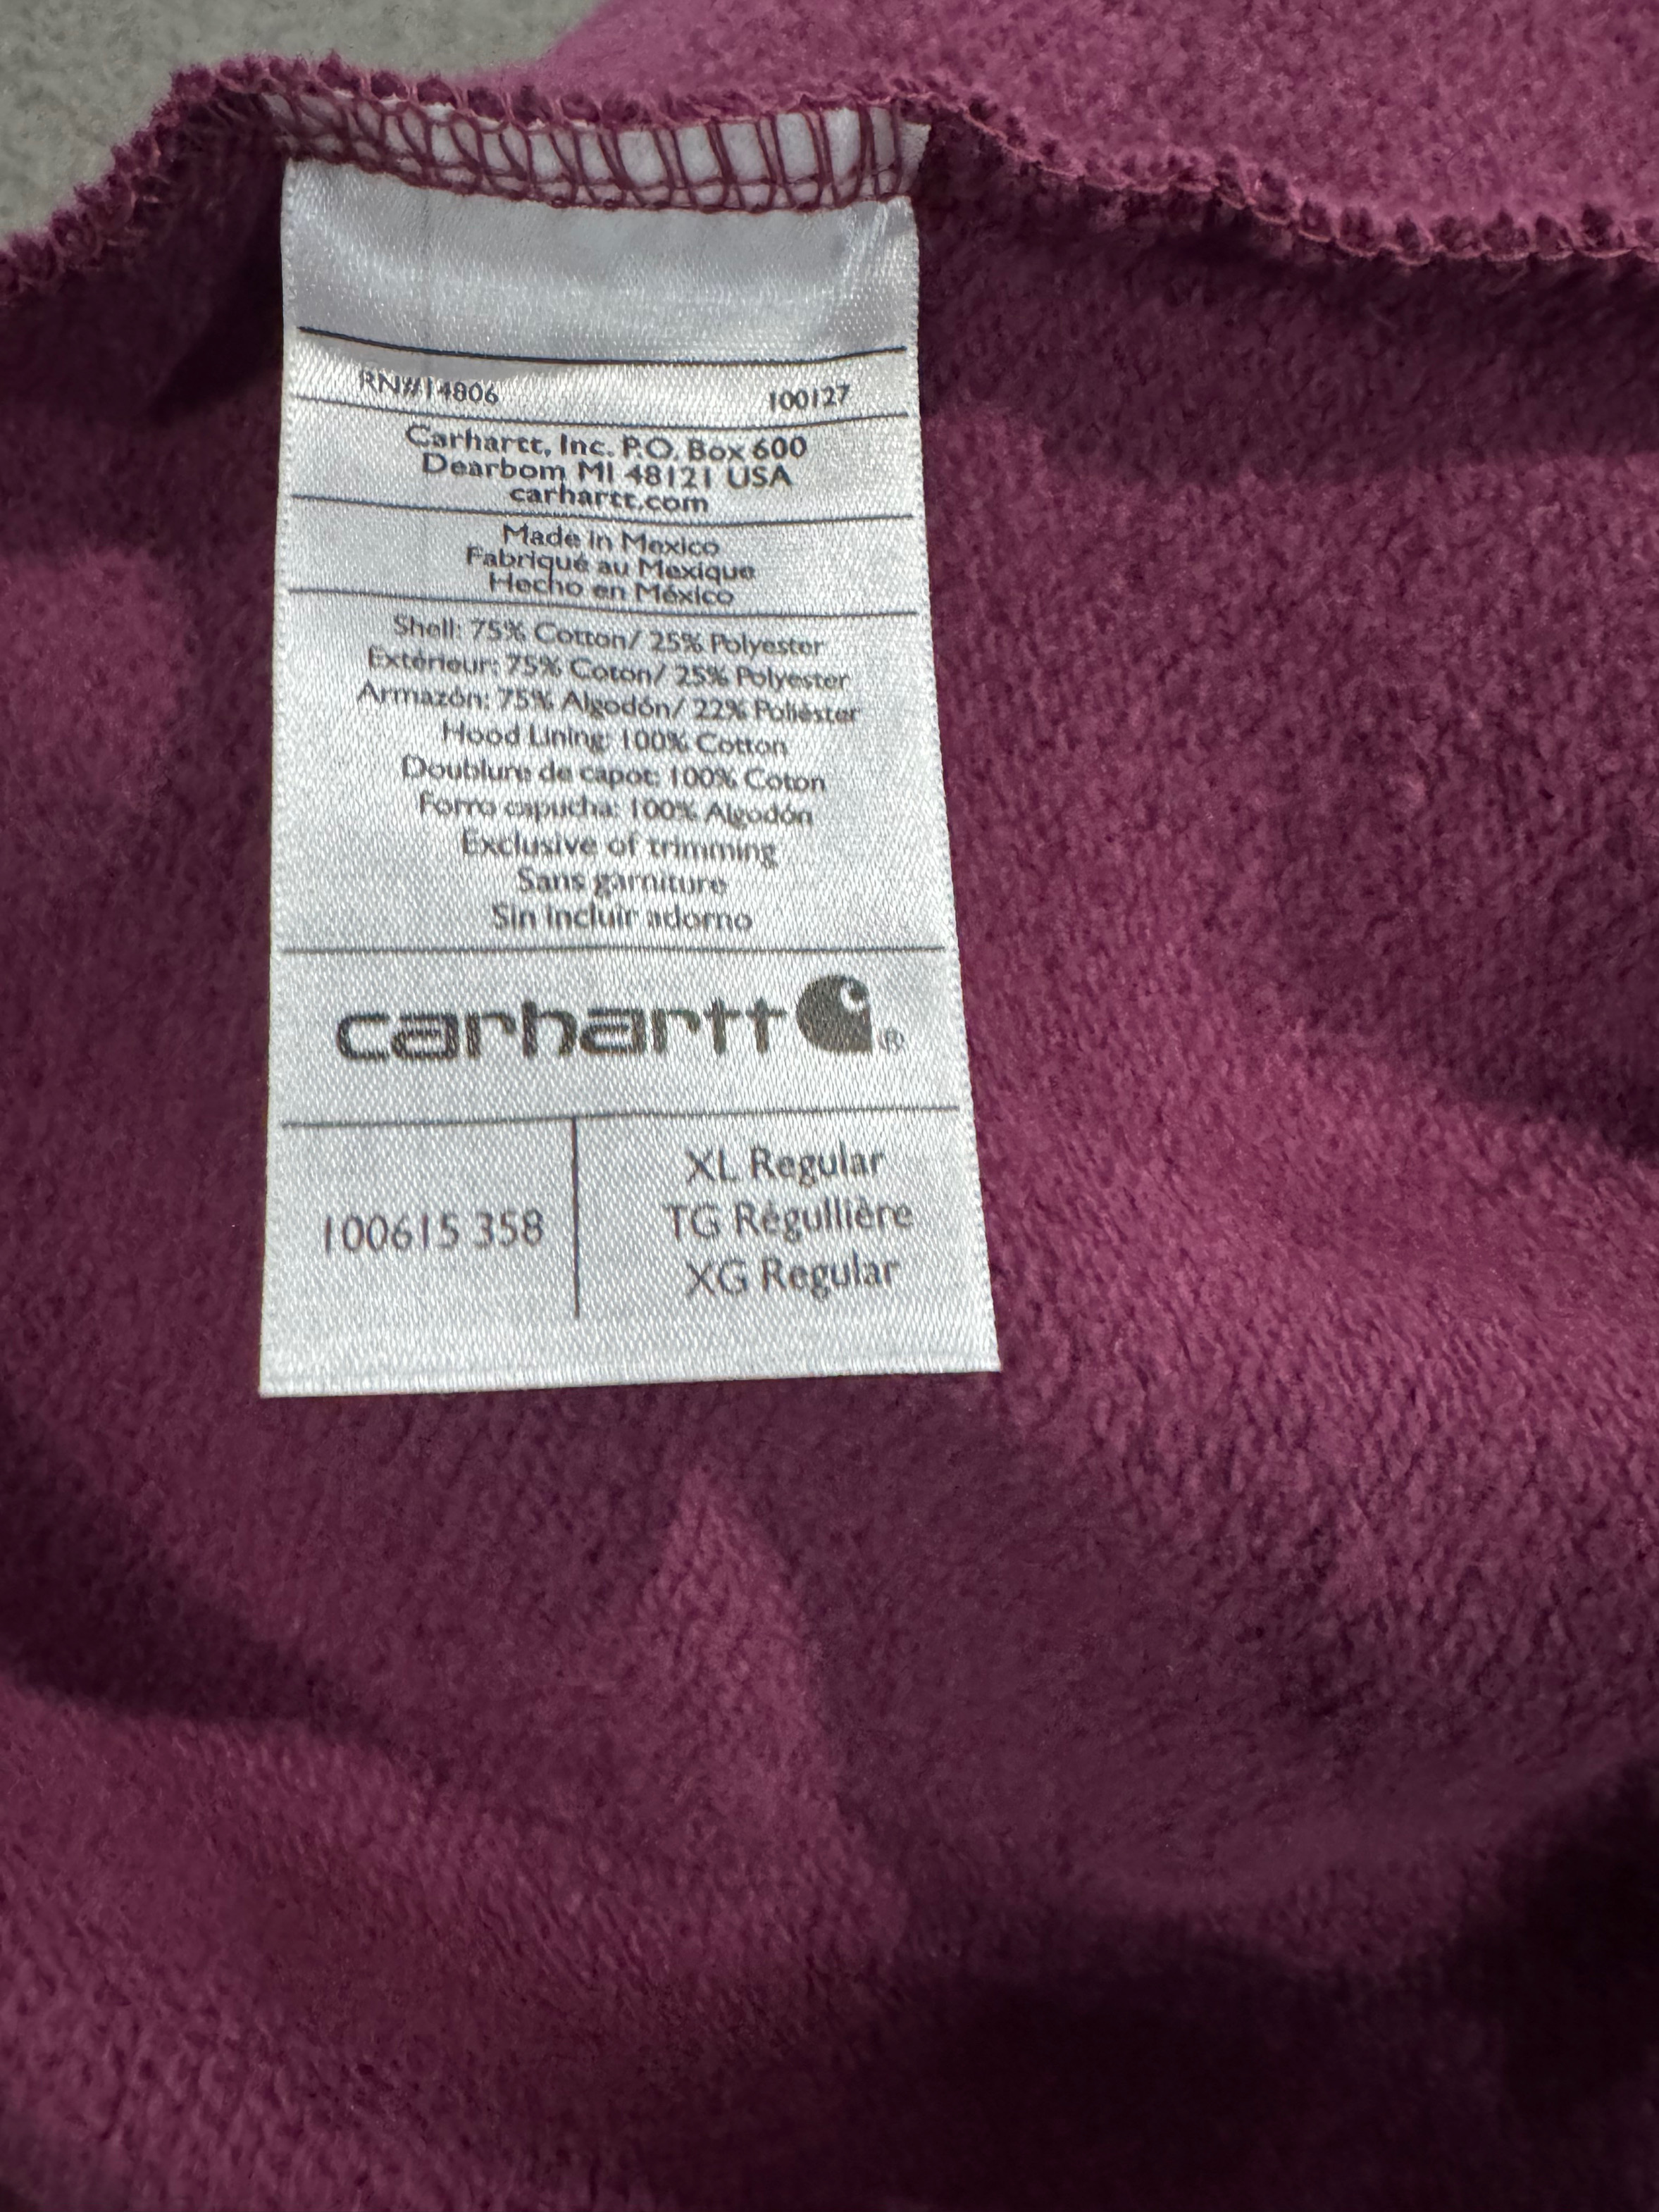 RN#14806 100127
Carhartt, Inc. P.O. Box 600
Dearborn MI 48121 USA
carhartt.com
Made in Mexico
Fabriqué au Mexique
Hecho en México
Shell: 75% Cotton/ 25% Polyester
Extérieur: 75% Coton/ 25% Polyester
Armazón: 75% Algodón/ 22% Poliéster
Hood Lining: 100% Cotton
Doublure de capot: 100% Coton
Forro capucha: 100% Algodón
Exclusive of trimming
Sans garniture
Sin incluir adorno
carhartt®
100615 358
XL Regular
TG Régullière
XG Regular